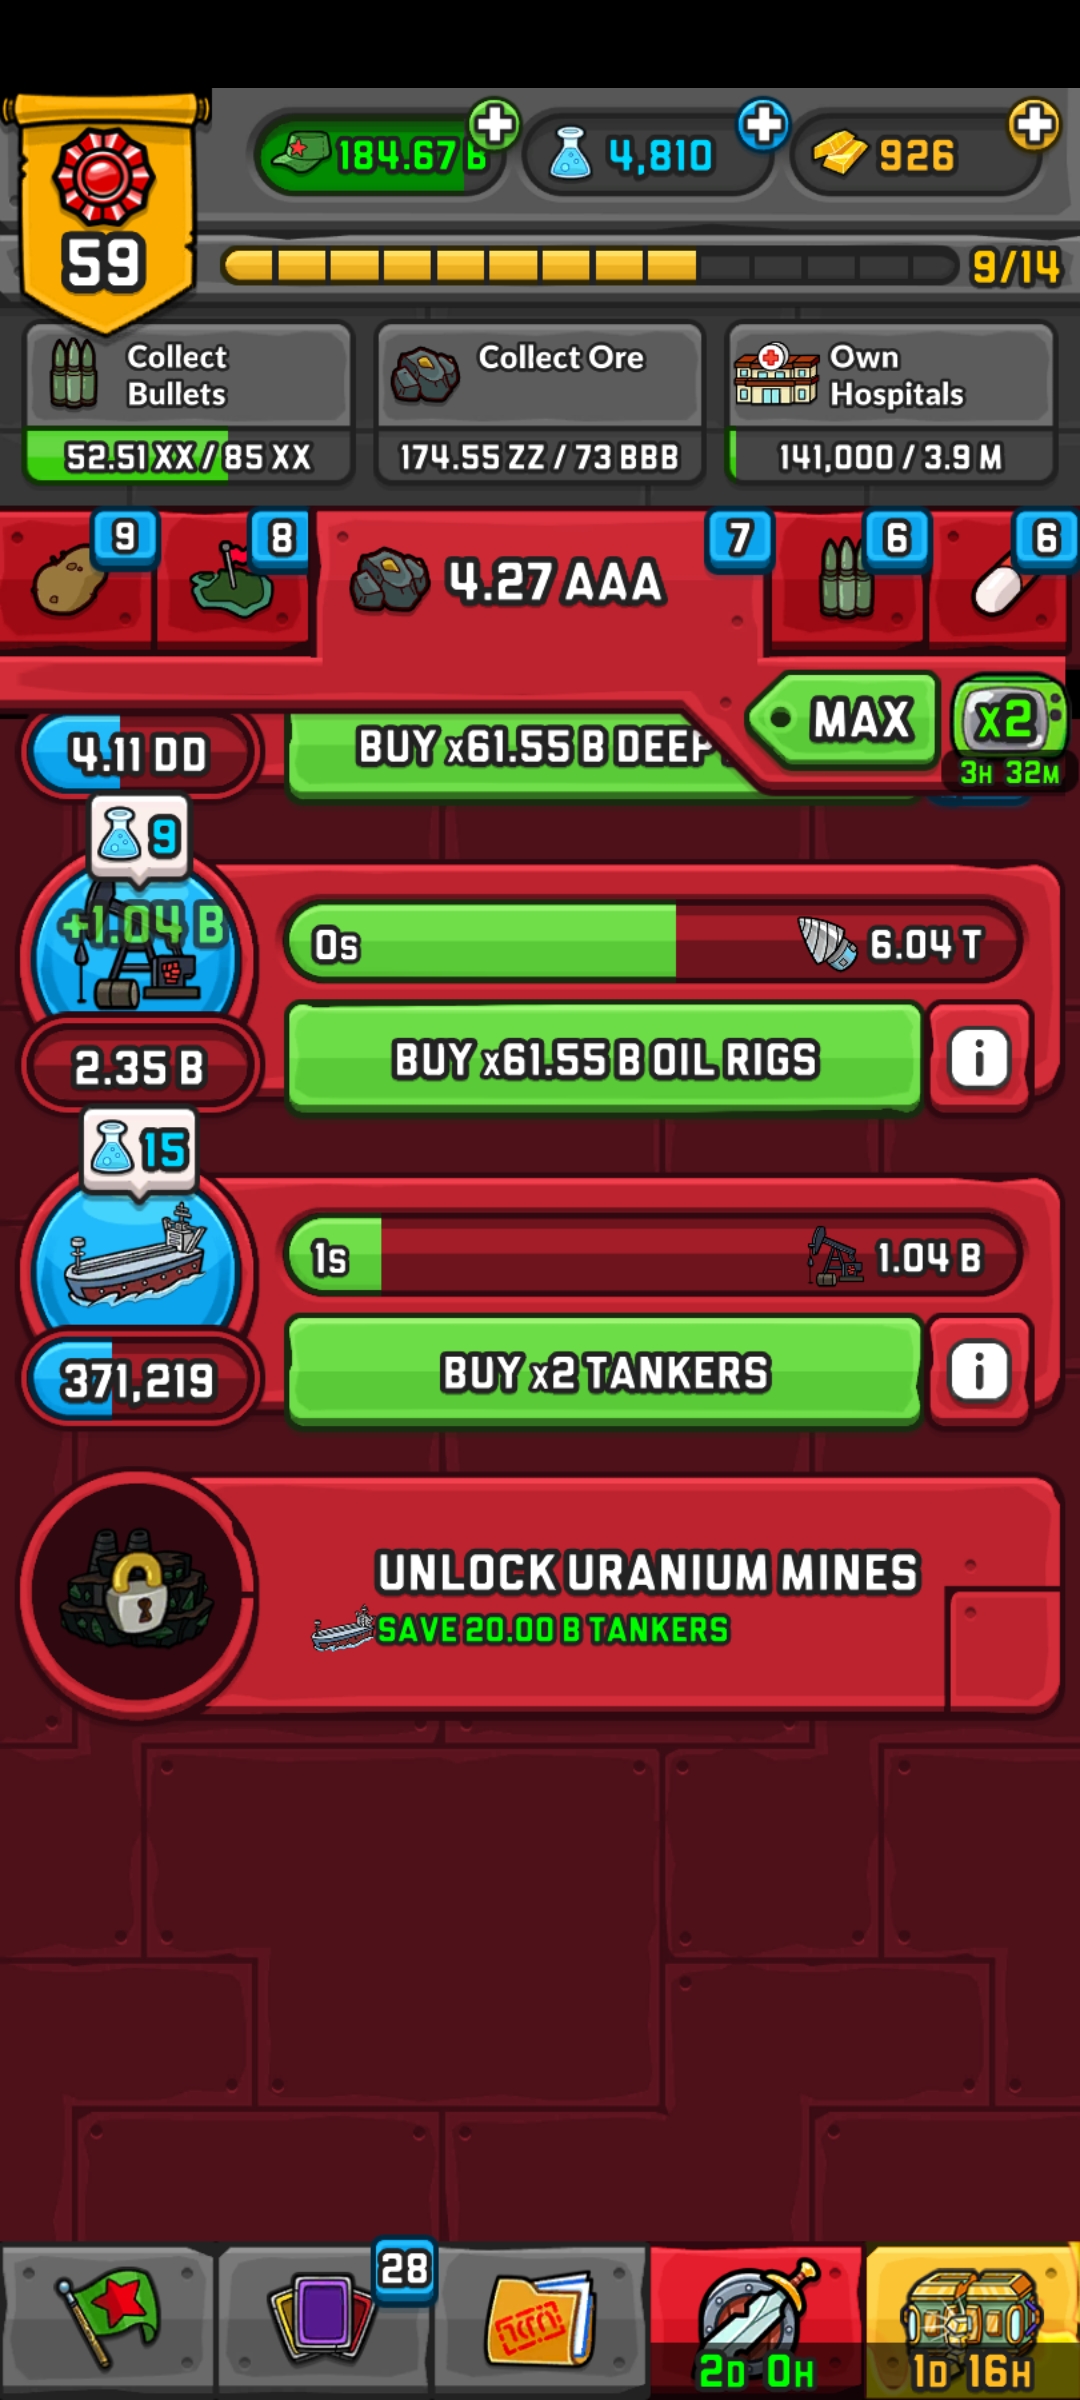 184.67 B
4,810
926
59
9/14
Collect
Bullets
Collect Ore
Own
Hospitals
52.51 XX / 85 XX
174.55 ZZ / 73 BBB
141,000 / 3.9 M
9
8
4.27 AAA
7
6
6
MAX
x2
3H 32M
4.11 DD
BUY x61.55 B DEEP
9
+1.04 B
0s
6.04 T
2.35 B
BUY x61.55 B OIL RIGS
i
15
1s
1.04 B
371,219
BUY x2 TANKERS
i
UNLOCK URANIUM MINES
SAVE 20.00 B TANKERS
28
2D 0H
1D 16H